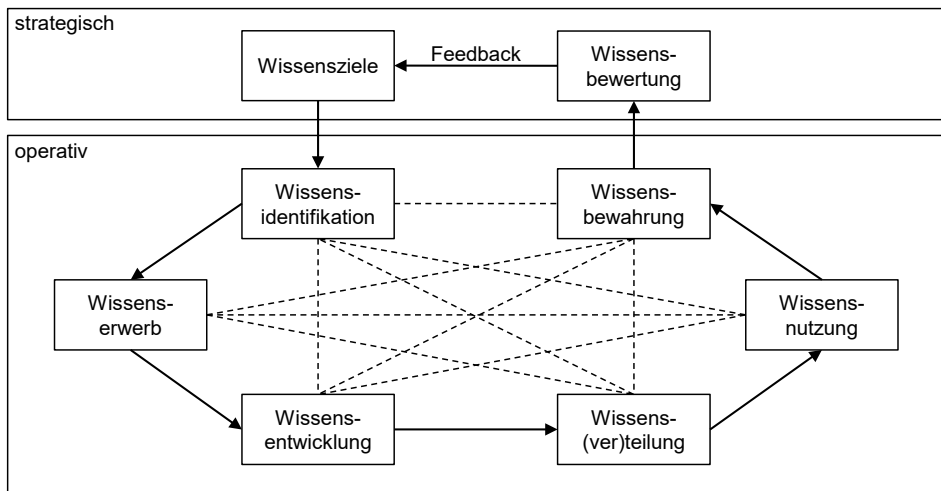 strategisch
Wissensziele
Feedback
Wissens-
bewertung
operativ
Wissens-
identifikation
Wissens-
bewahrung
Wissens-
erwerb
Wissens-
nutzung
Wissens-
entwicklung
Wissens-
(ver)teilung